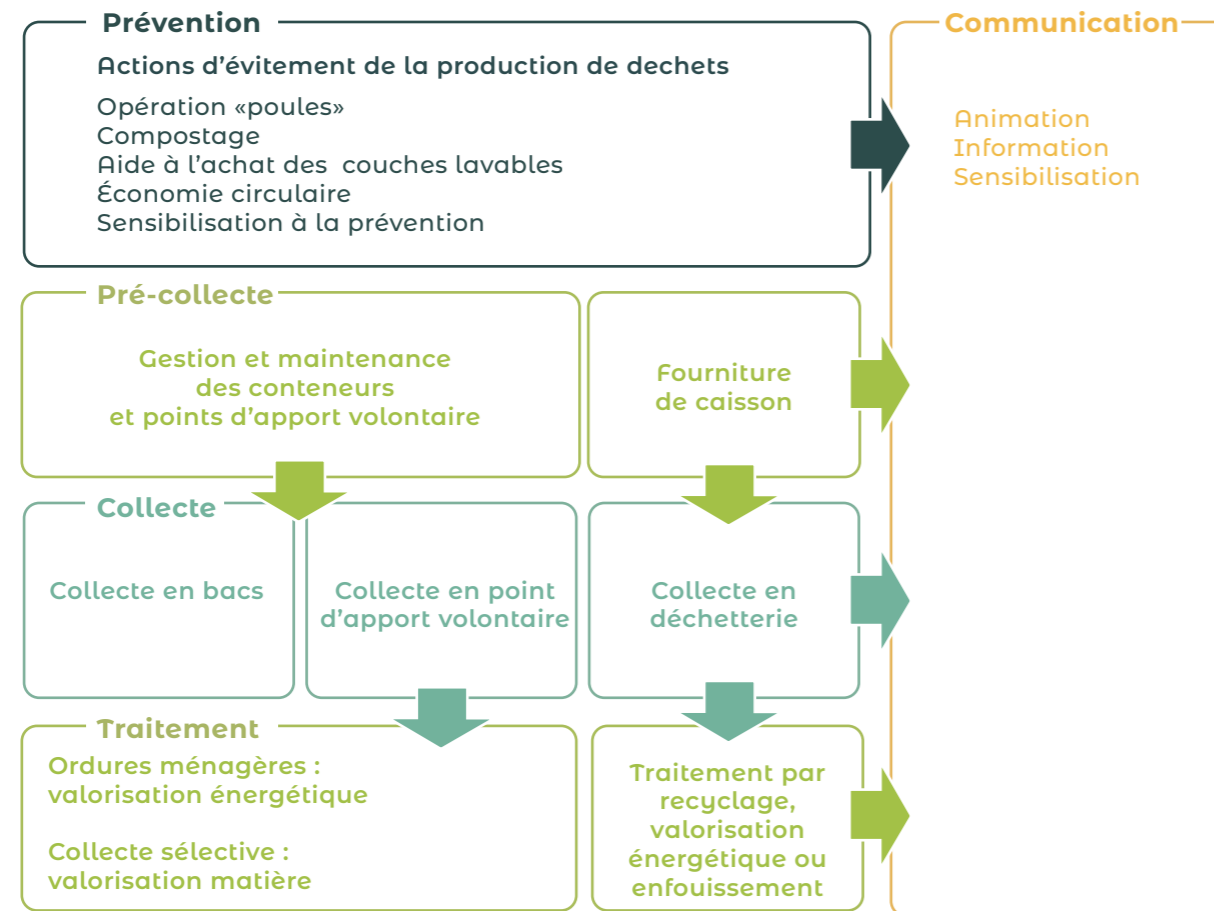 Prévention
Actions d’évitement de la production de dechets
Opération «poules»
Compostage
Aide à l’achat des couches lavables
Économie circulaire
Sensibilisation à la prévention
Communication
Animation
Information
Sensibilisation
Pré-collecte
Gestion et maintenance
des conteneurs
et points d’apport volontaire
Fourniture
de caisson
Collecte
Collecte en bacs
Collecte en point
d’apport volontaire
Collecte en
déchetterie
Traitement
Ordures ménagères :
valorisation énergétique
Collecte sélective :
valorisation matière
Traitement par
recyclage,
valorisation
énergétique ou
enfouissement